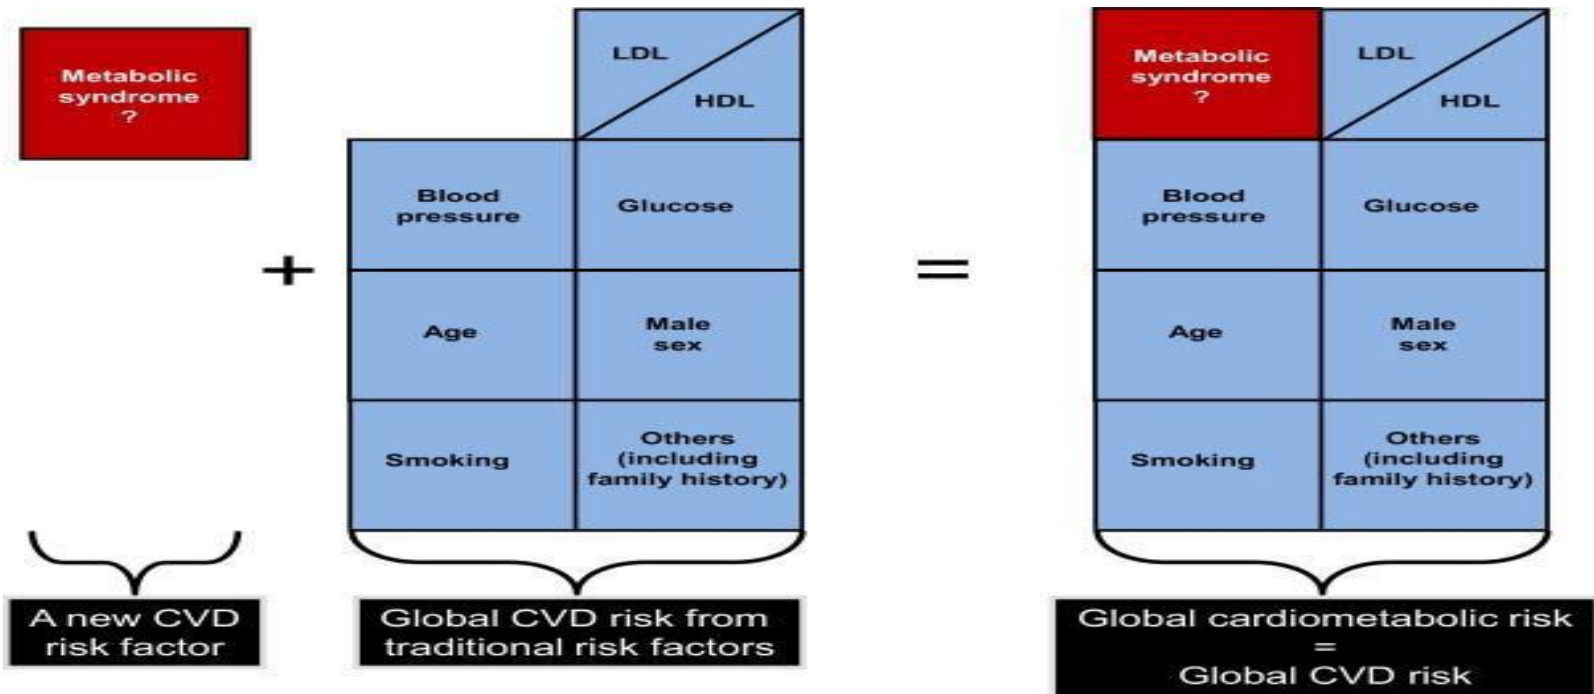 Metabolic
syndrome
?
+
LDL
HDL
Blood
pressure
Glucose
Age
Male
sex
Smoking
Others
(including
family history)
=
Metabolic
syndrome
?
LDL
HDL
Blood
pressure
Glucose
Age
Male
sex
Smoking
Others
(including
family history)
A new CVD
risk factor
Global CVD risk from
traditional risk factors
Global cardiometabolic risk
=
Global CVD risk